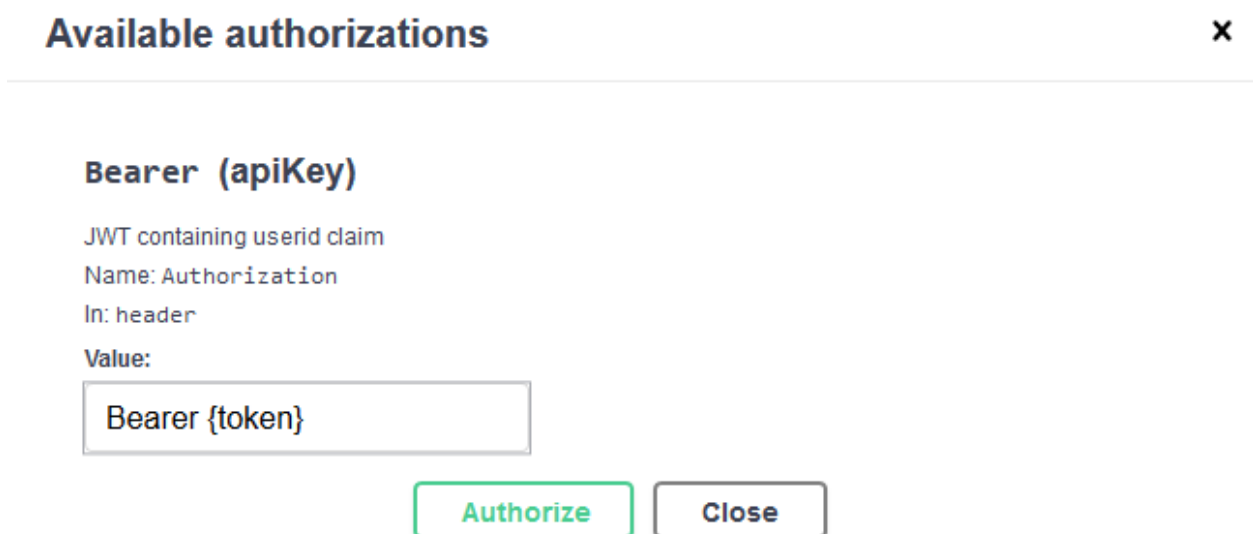 Available authorizations
Bearer (apiKey)
JWT containing userid claim
Name: Authorization
In: header
Value:
Bearer {token}
Authorize Close